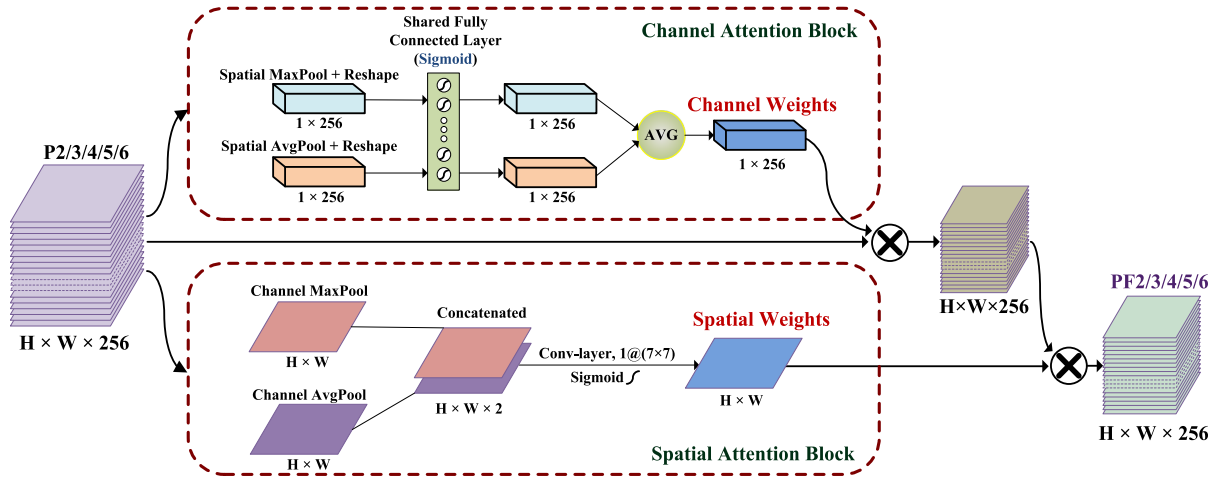 Shared Fully
Connected Layer
(Sigmoid)
Channel Attention Block
Spatial MaxPool + Reshape
1 × 256
1 × 256
Channel Weights
AVG
1 × 256
Spatial AvgPool + Reshape
1 × 256
1 × 256
P2/3/4/5/6
H × W × 256
H×W×256
PF2/3/4/5/6
H × W × 256
Channel MaxPool
H × W
Concatenated
H × W × 2
Channel AvgPool
H × W
Conv-layer, 1@(7×7)
Sigmoid
Spatial Weights
H × W
Spatial Attention Block